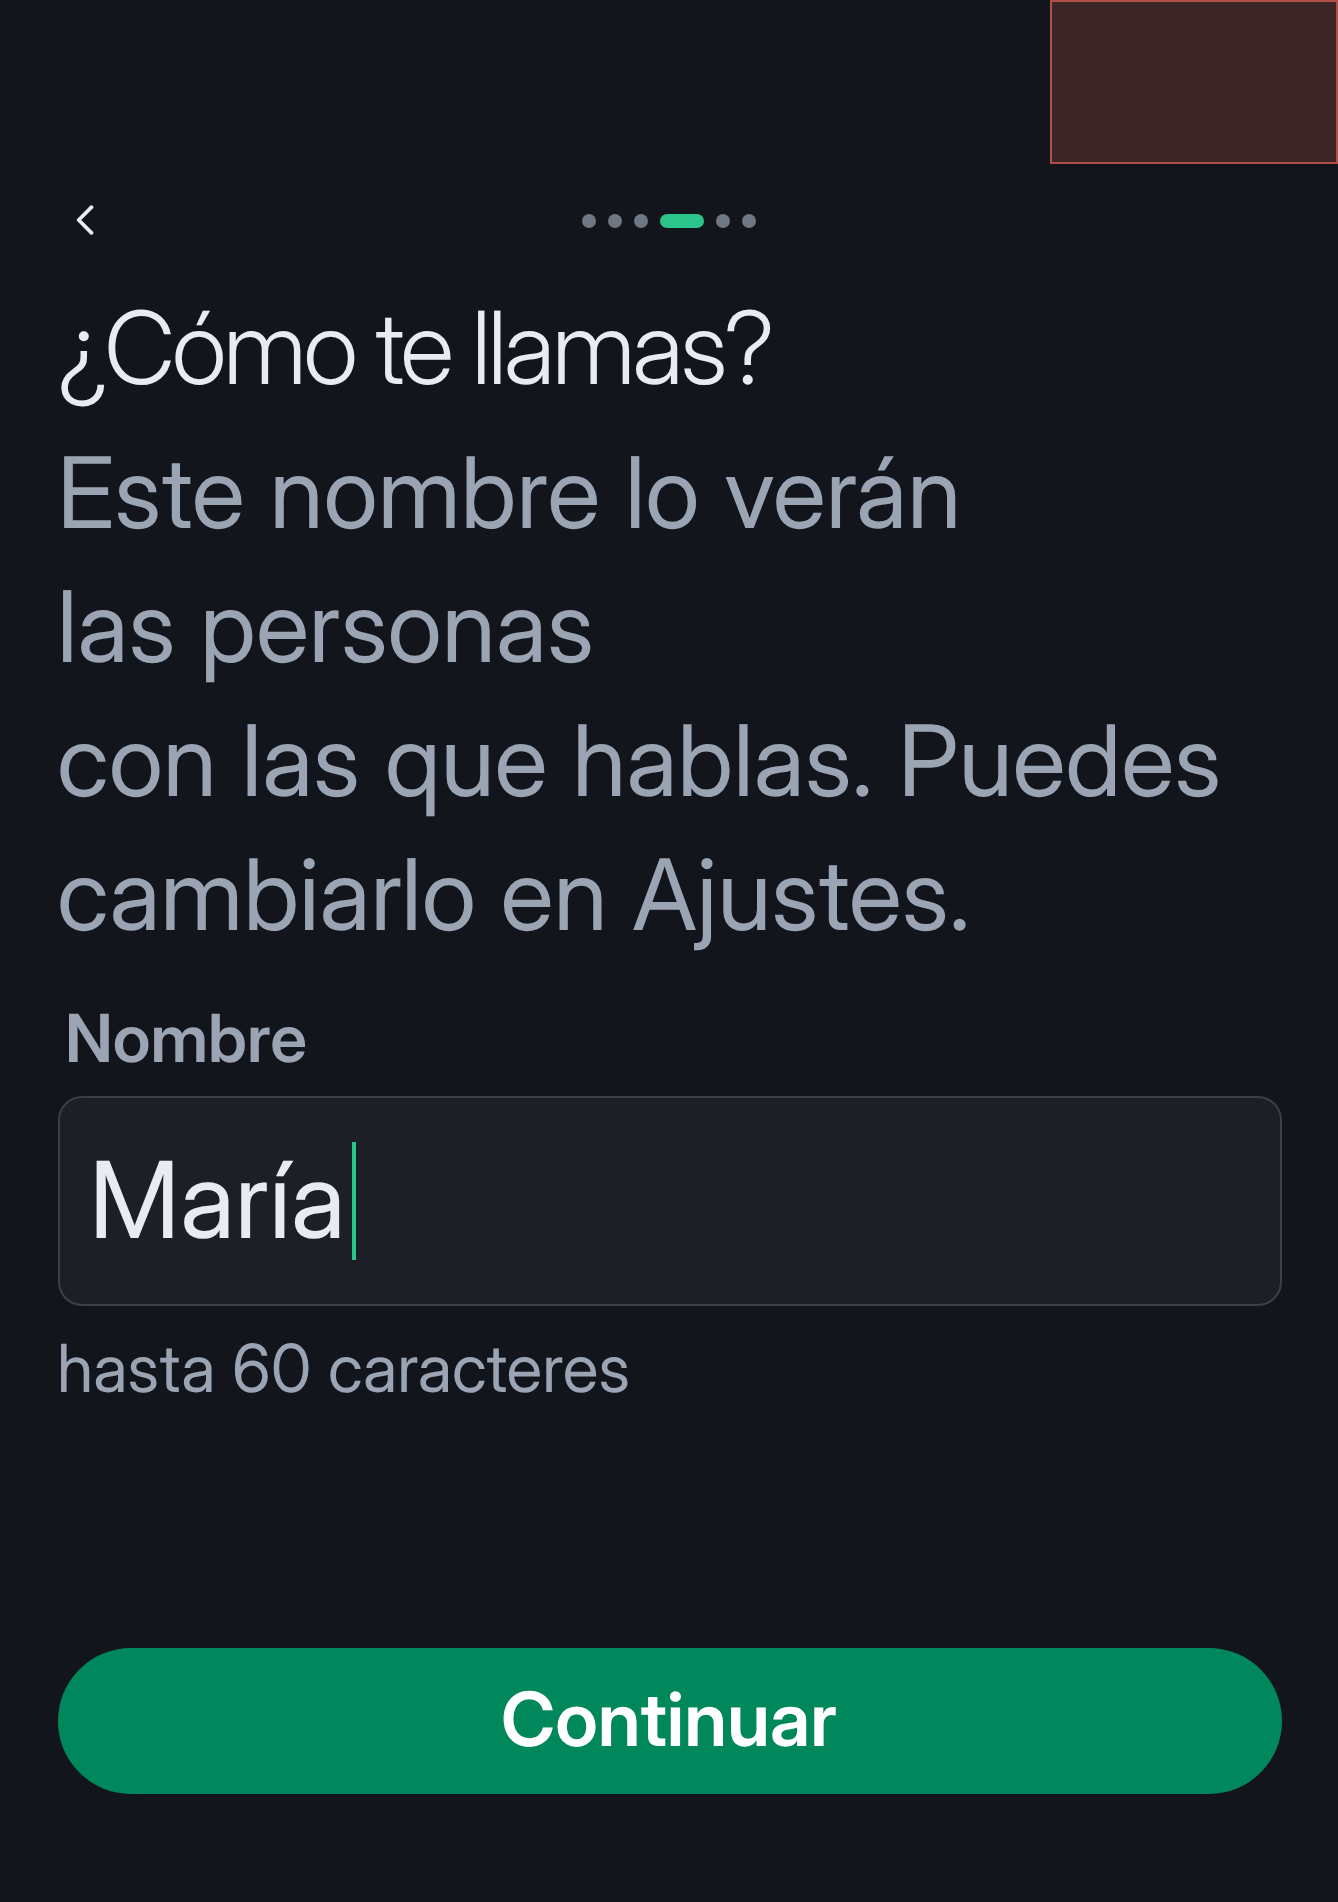 ¿Cómo te llamas?
Este nombre lo verán
las personas
con las que hablas. Puedes
cambiarlo en Ajustes.
Nombre
María
hasta 60 caracteres
Continuar